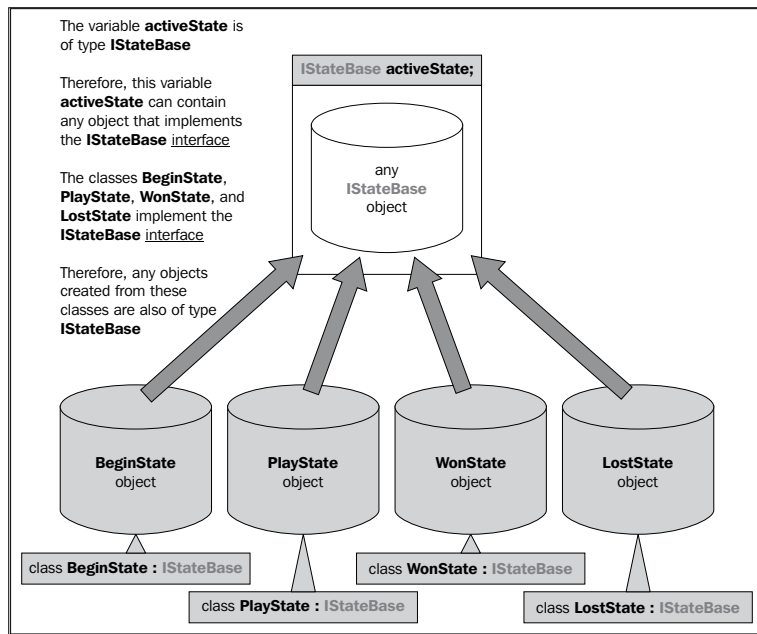 The variable activeState is
of type IStateBase
Therefore, this variable
activeState can contain
any object that implements
the IStateBase interface
The classes BeginState,
PlayState, WonState, and
LostState implement the
IStateBase interface
Therefore, any objects
created from these
classes are also of type
IStateBase
IStateBase activeState;
any
IStateBase
object
BeginState
object
PlayState
object
WonState
object
LostState
object
class BeginState : IStateBase
class PlayState : IStateBase
class WonState : IStateBase
class LostState : IStateBase